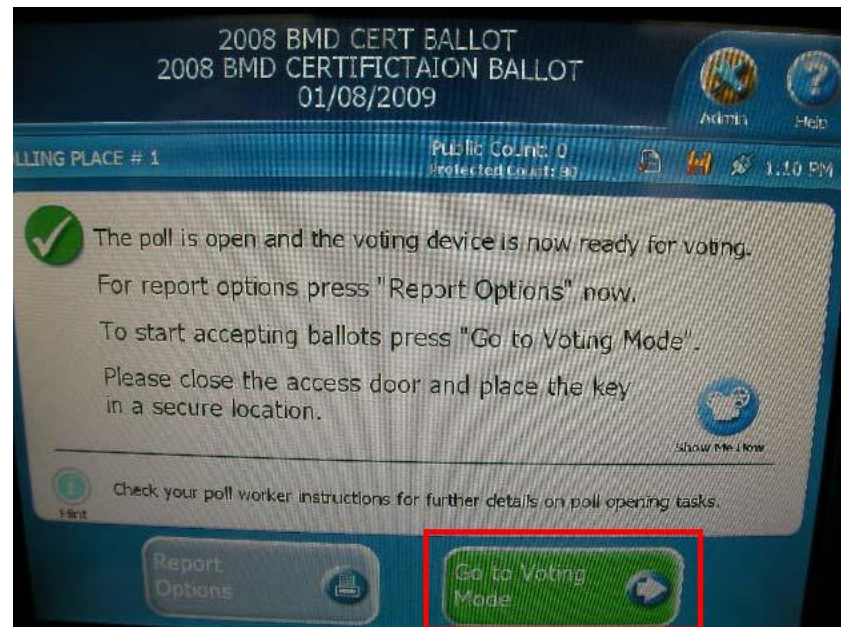 2008 BMD CERT BALLOT
2008 BMD CERTIFICTAION BALLOT
01/08/2009
Admin
Help
LLING PLACE # 1
Public Count: 0
Protected Count: 90
1:10 PM
The poll is open and the voting device is now ready for voting.
For report options press "Report Options" now.
To start accepting ballots press "Go to Voting Mode".
Please close the access door and place the key
in a secure location.
Show Me How
Hint
Check your poll worker instructions for further details on poll opening tasks.
Report
Options
Go to Voting
Mode